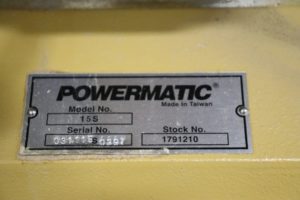 POWERMATIC®
Made in Taiwan
Model No.
15S
Serial No. Stock No.
1791210